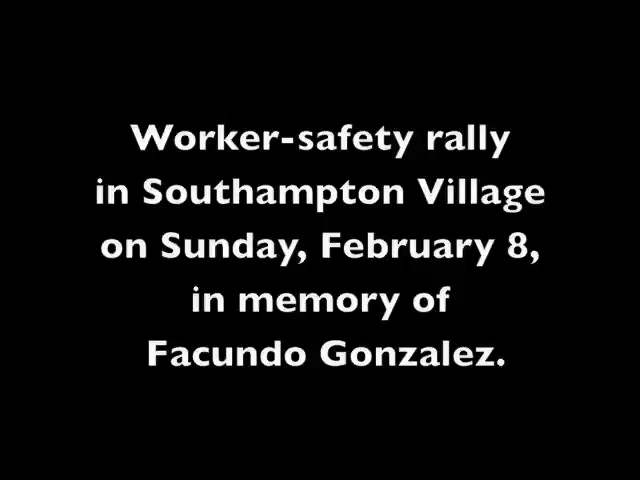 Worker-safety rally
in Southampton Village
on Sunday, February 8,
in memory of
Facundo Gonzalez.